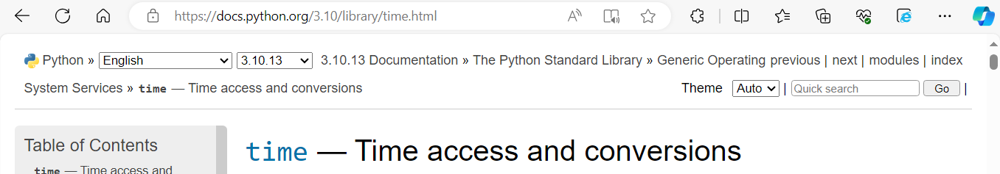 https://docs.python.org/3.10/library/time.html
Python » English 3.10.13 3.10.13 Documentation » The Python Standard Library » Generic Operating previous | next | modules | index
System Services » time — Time access and conversions Theme Auto | Quick search Go |
Table of Contents
time — Time access and conversions
time — Time access and